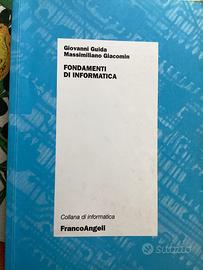 Giovanni Guida
Massimiliano Giacomin
FONDAMENTI
DI INFORMATICA
Collana di informatica
FrancoAngeli
subito